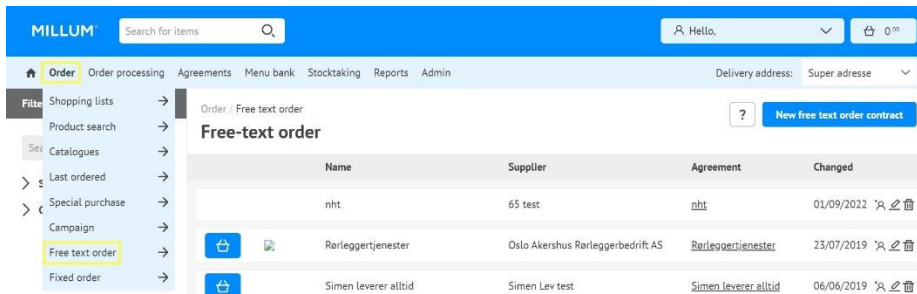 MILLUM
Search for items
Hello,
0 00
Order Order processing Agreements Menu bank Stocktaking Reports Admin
Delivery address: Super adresse
Shopping lists
Product search
Catalogues
Last ordered
Special purchase
Campaign
Free text order
Fixed order
Order / Free text order
Free-text order
?
New free text order contract
Name Supplier Agreement Changed
nht 65 test nht 01/09/2022
Rørleggertjenester Oslo Akershus Rørleggerbedrift AS Rørleggertjenester 23/07/2019
Simen leverer alltid Simen Lev test Simen leverer alltid 06/06/2019